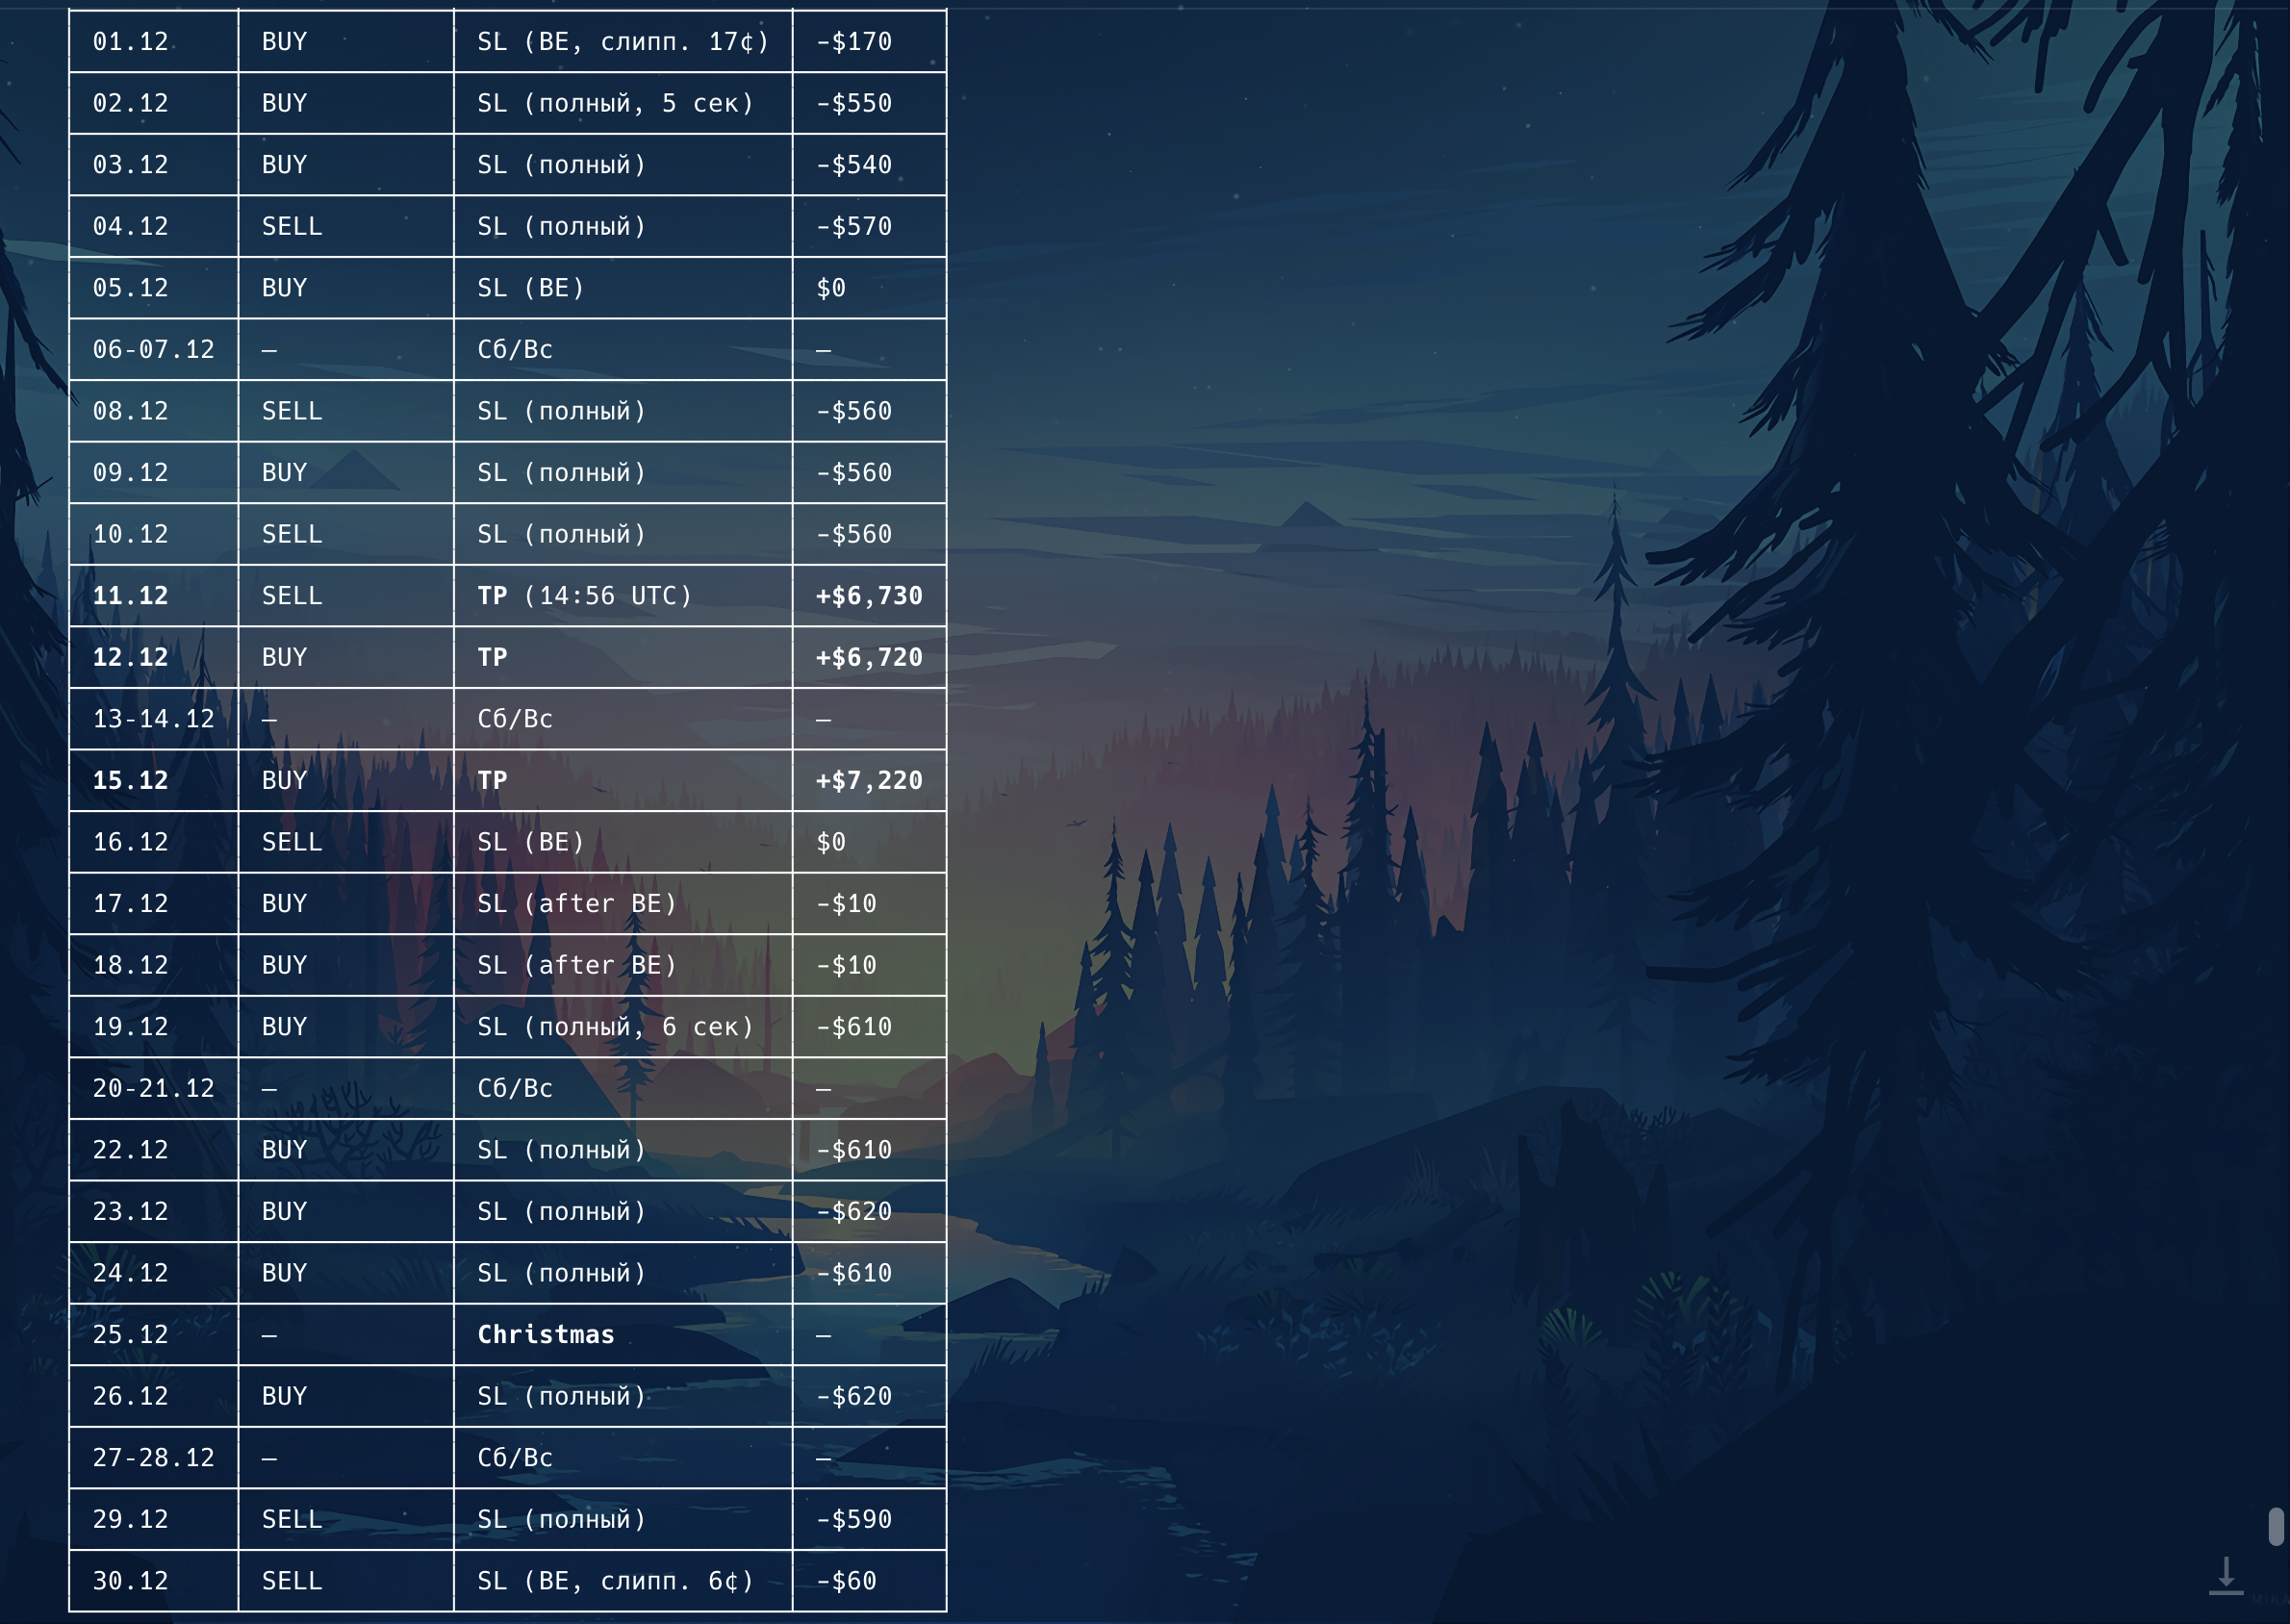 01.12 BUY SL (BE, слипп. 17¢) -$170
02.12 BUY SL (полный, 5 сек) -$550
03.12 BUY SL (полный) -$540
04.12 SELL SL (полный) -$570
05.12 BUY SL (BE) $0
06-07.12 — Сб/Вс —
08.12 SELL SL (полный) -$560
09.12 BUY SL (полный) -$560
10.12 SELL SL (полный) -$560
11.12 SELL TP (14:56 UTC) +$6,730
12.12 BUY TP +$6,720
13-14.12 — Сб/Вс —
15.12 BUY TP +$7,220
16.12 SELL SL (BE) $0
17.12 BUY SL (after BE) -$10
18.12 BUY SL (after BE) -$10
19.12 BUY SL (полный, 6 сек) -$610
20-21.12 — Сб/Вс —
22.12 BUY SL (полный) -$610
23.12 BUY SL (полный) -$620
24.12 BUY SL (полный) -$610
25.12 — Christmas —
26.12 BUY SL (полный) -$620
27-28.12 — Сб/Вс —
29.12 SELL SL (полный) -$590
30.12 SELL SL (BE, слипп. 6¢) -$60